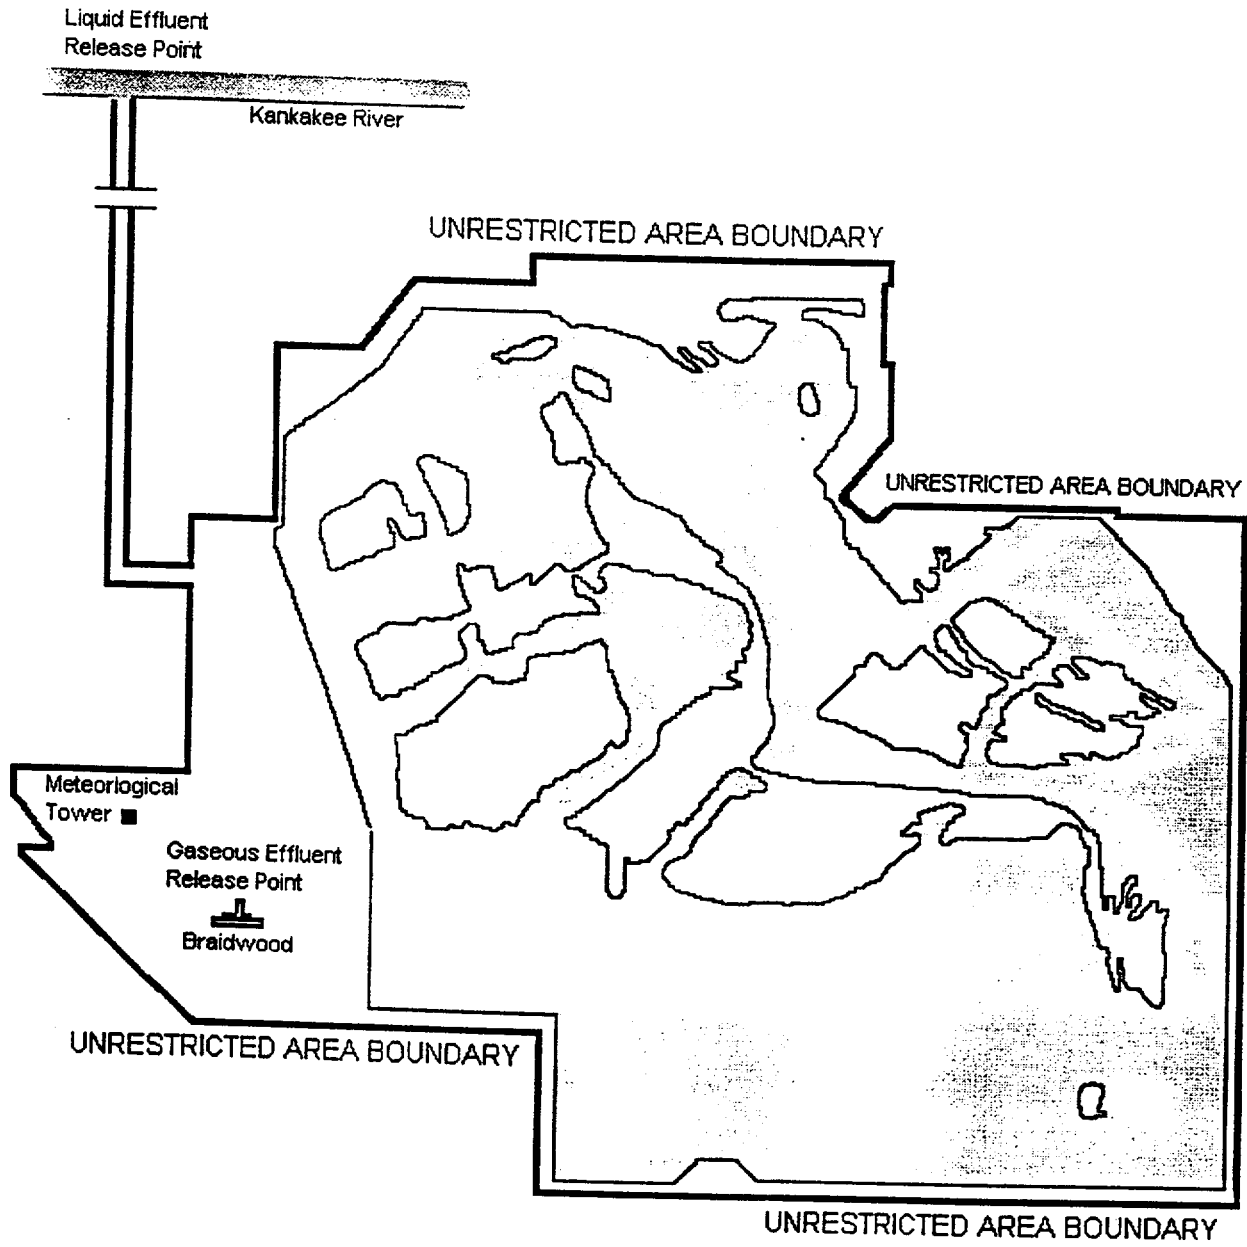 Liquid Effluent
Release Point
Kankakee River
UNRESTRICTED AREA BOUNDARY
UNRESTRICTED AREA BOUNDARY
Meteorlogical
Tower
Gaseous Effluent
Release Point
Braidwood
UNRESTRICTED AREA BOUNDARY
UNRESTRICTED AREA BOUNDARY